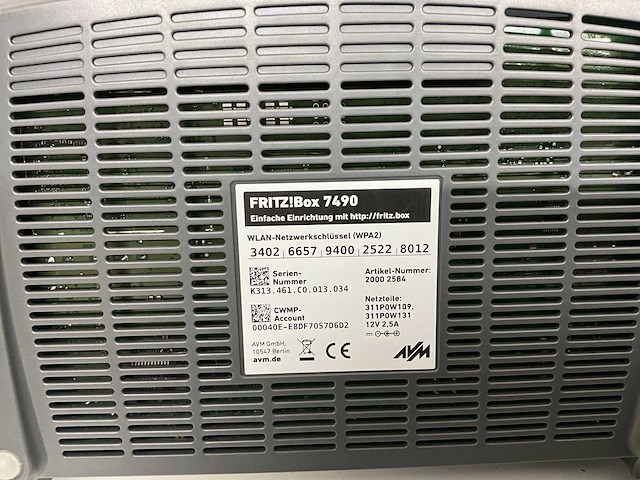 FRITZ!Box 7490
Einfache Einrichtung mit http://fritz.box
WLAN-Netzwerkschlüssel (WPA2)
3402 6657 9400 2522 8012
Serien-
Nummer
K313.461.C0.013.034
Artikel-Nummer:
2000 2584
CWMP-
Account
00040E-E8DF7057D6D2
Netzteile:
311P0W109,
311P0W131
12V 2,5A
AVM GmbH,
10547 Berlin
avm.de
CE
AVM